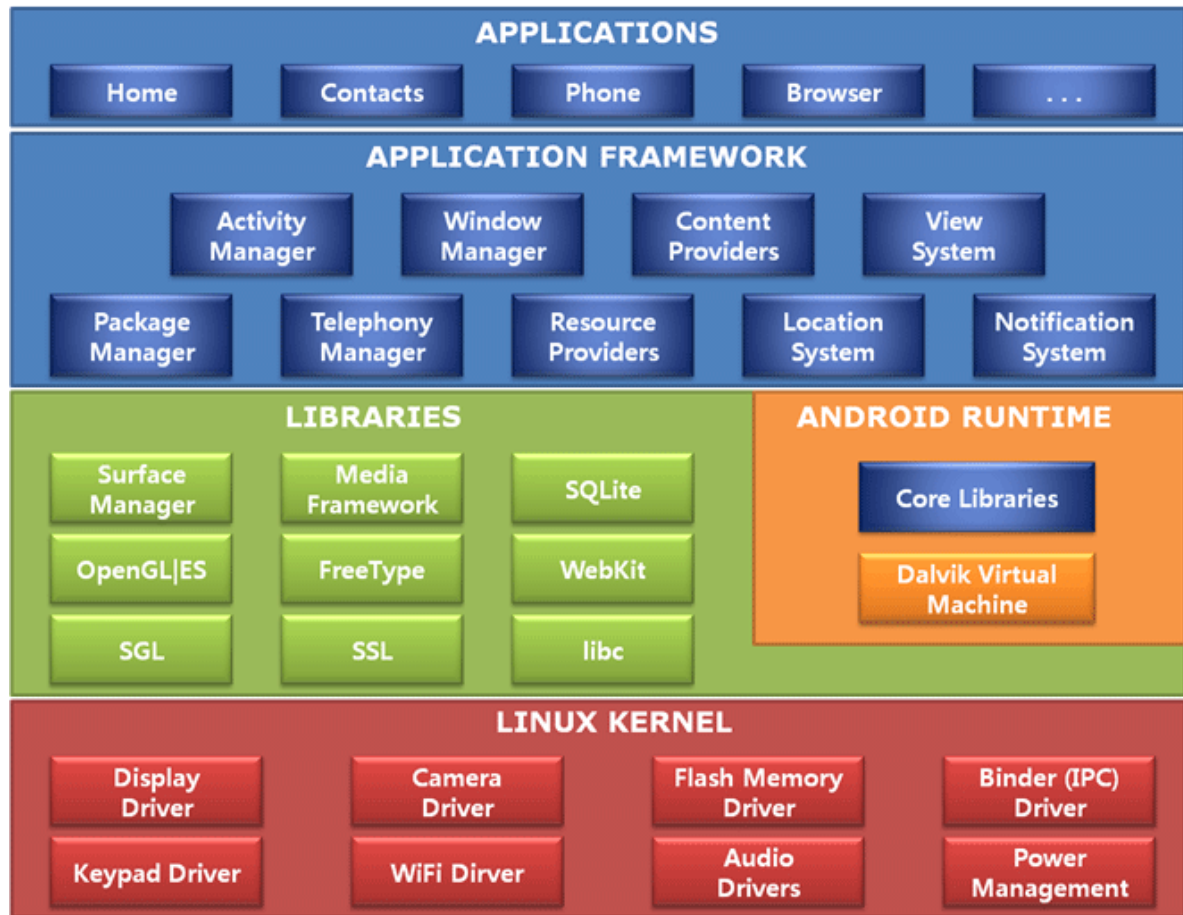 APPLICATIONS
Home
Contacts
Phone
Browser
. . .
APPLICATION FRAMEWORK
Activity
Manager
Window
Manager
Content
Providers
View
System
Package
Manager
Telephony
Manager
Resource
Providers
Location
System
Notification
System
LIBRARIES
Surface
Manager
Media
Framework
SQLite
OpenGL|ES
FreeType
WebKit
SGL
SSL
libc
ANDROID RUNTIME
Core Libraries
Dalvik Virtual
Machine
LINUX KERNEL
Display
Driver
Camera
Driver
Flash Memory
Driver
Binder (IPC)
Driver
Keypad Driver
WiFi Dirver
Audio
Drivers
Power
Management